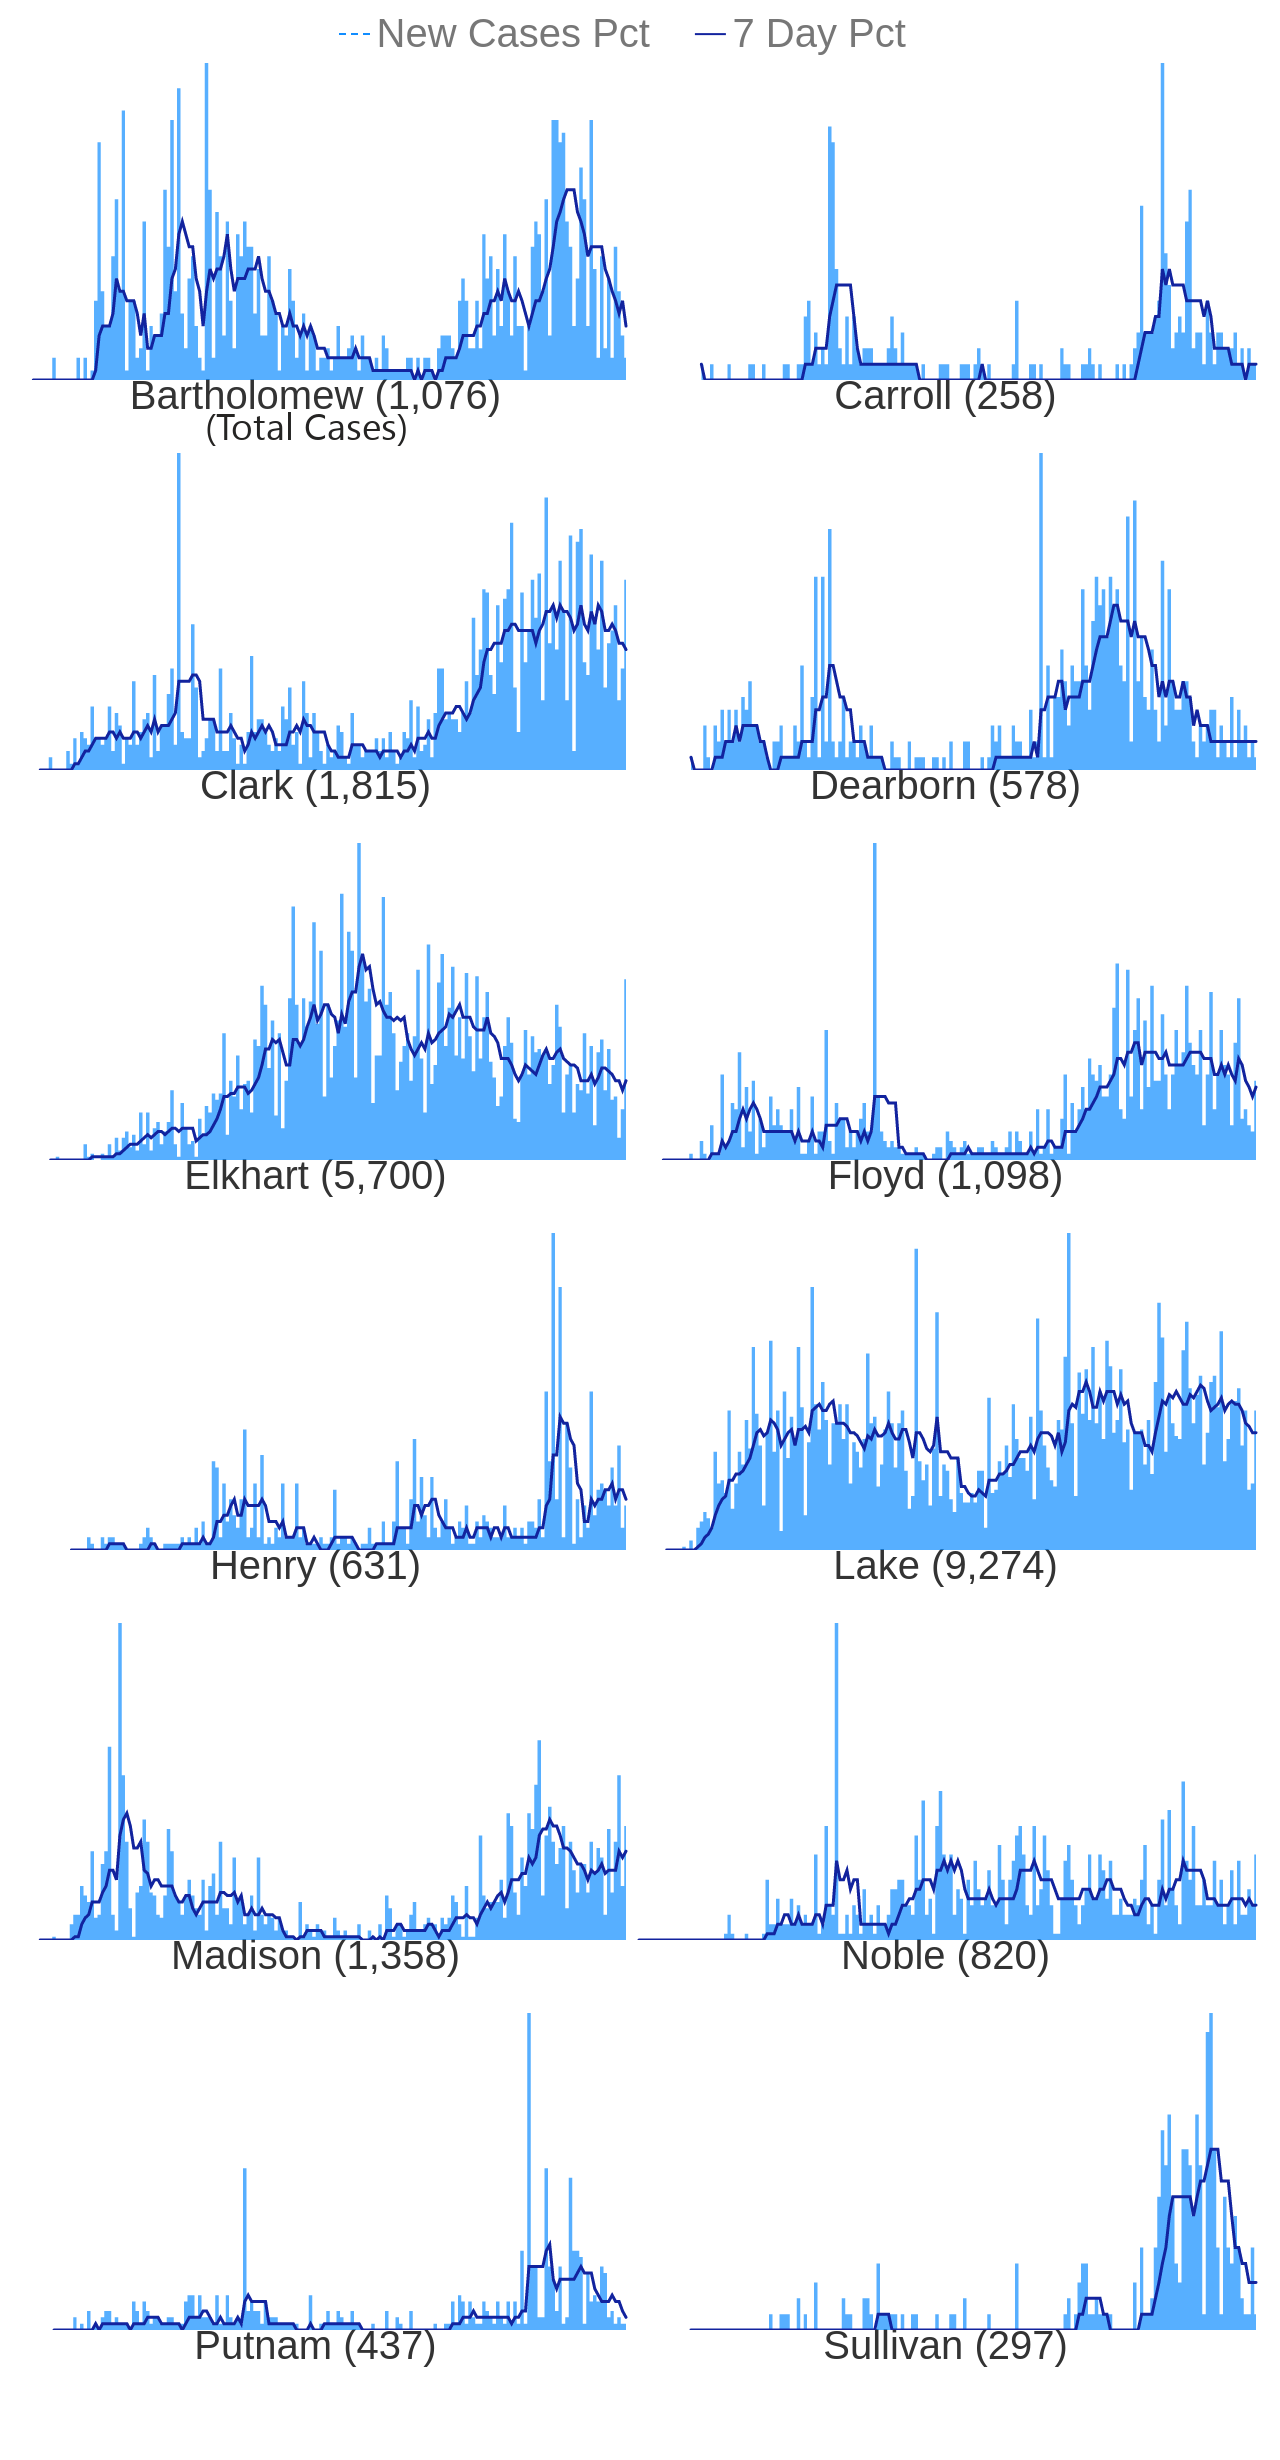 New Cases Pct 7 Day Pct
Bartholomew (1,076) Carroll (258)
(Total Cases)
Clark (1,815) Dearborn (578)
Elkhart (5,700) Floyd (1,098)
Henry (631) Lake (9,274)
Madison (1,358) Noble (820)
Putnam (437) Sullivan (297)